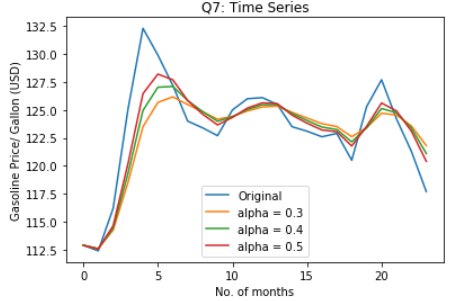 Q7: Time Series
Gasoline Price/ Gallon (USD)
132.5
130.0
127.5
125.0
122.5
120.0
117.5
115.0
112.5
Original
alpha = 0.3
alpha = 0.4
alpha = 0.5
0 5 10 15 20
No. of months